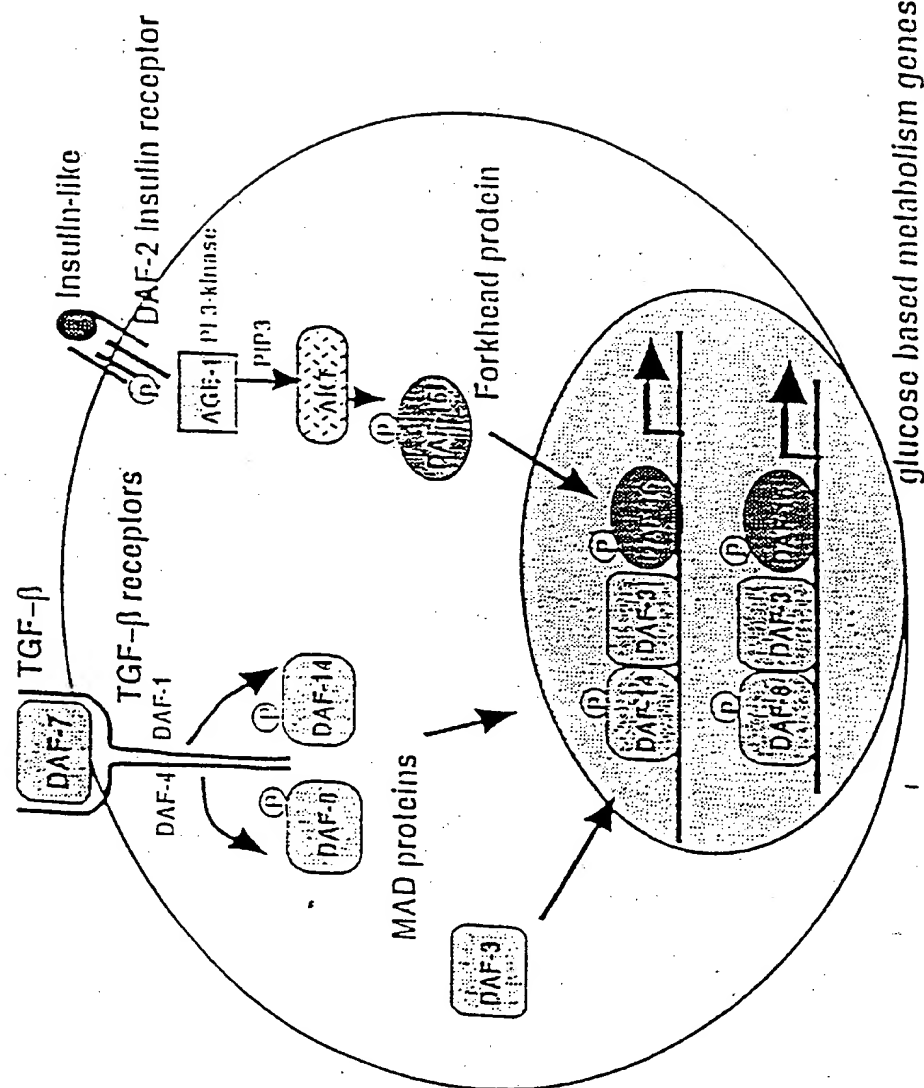 TGF-β
DAF-7
TGF-β receptors
DAF-4
DAF-1
P
DAF-8
P
DAF-14
MAD proteins
DAF-3
Insulin-like
DAF-2 Insulin receptor
P
AGE-1
PI 3-kinase
PIP3
P
DAF-16
Forkhead protein
P
DAF-14
DAF-3
P
DAF-16
P
DAF-8
DAF-3
P
DAF-16
glucose based metabolism genes